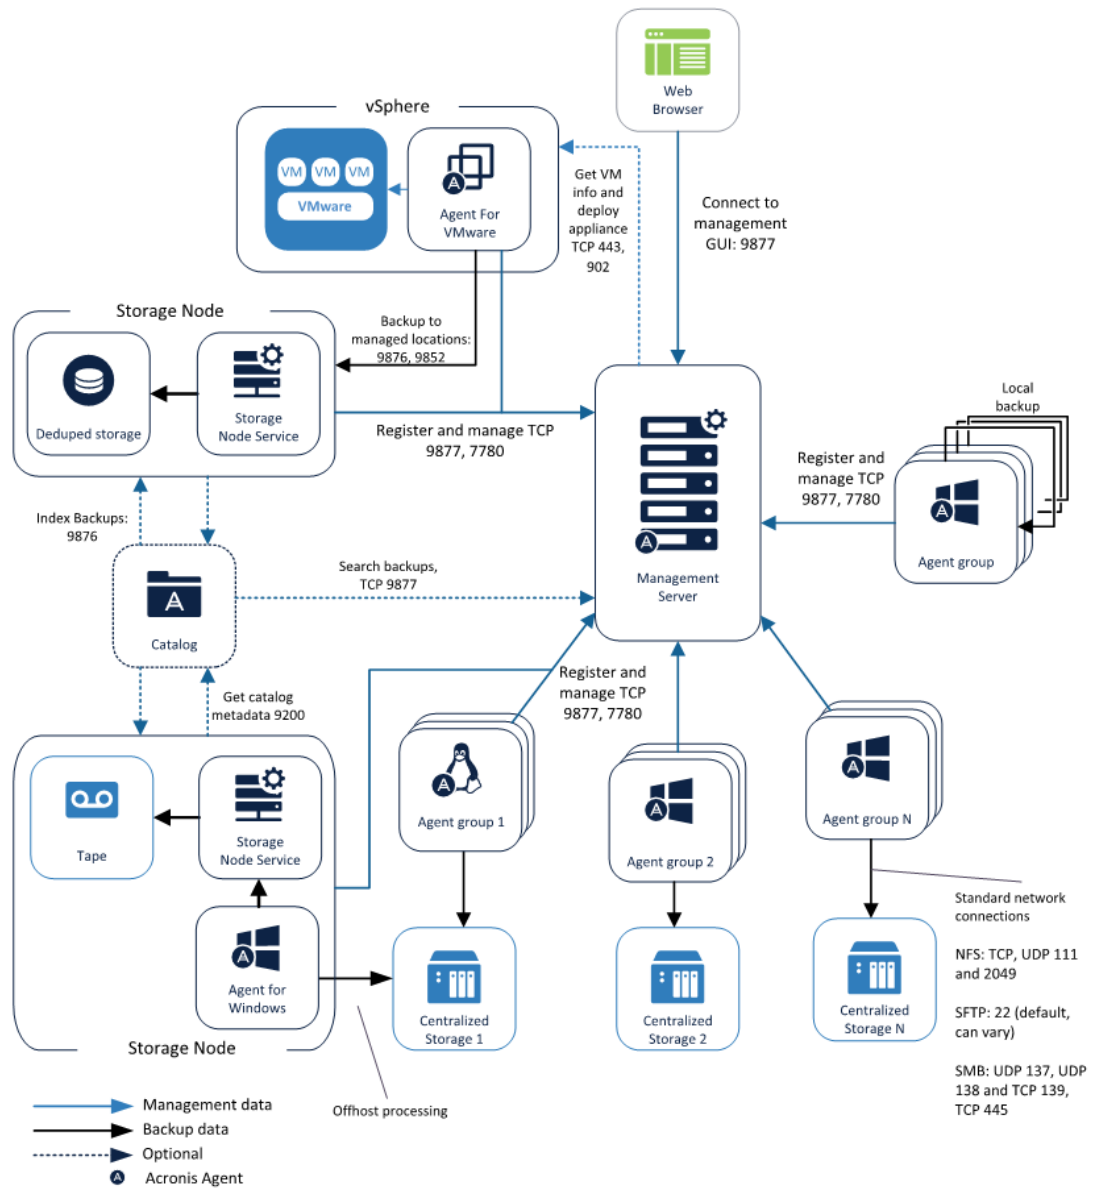 Web
Browser
vSphere
VM VM VM
VMware
Agent For
VMware
Get VM
info and
deploy
appliance
TCP 443,
902
Connect to
management
GUI: 9877
Storage Node
Deduped storage
Storage
Node Service
Backup to
managed locations:
9876, 9852
Register and manage TCP
9877, 7780
Management
Server
Local
backup
Register and
manage TCP
9877, 7780
Agent group
Index Backups:
9876
Search backups,
TCP 9877
Catalog
Get catalog
metadata 9200
Register and
manage TCP
9877, 7780
Tape
Storage
Node Service
Agent for
Windows
Storage Node
Agent group 1
Agent group 2
Agent group N
Centralized
Storage 1
Centralized
Storage 2
Centralized
Storage N
Standard network
connections
NFS: TCP, UDP 111
and 2049
SFTP: 22 (default,
can vary)
SMB: UDP 137, UDP
138 and TCP 139,
TCP 445
Offhost processing
Management data
Backup data
Optional
Acronis Agent